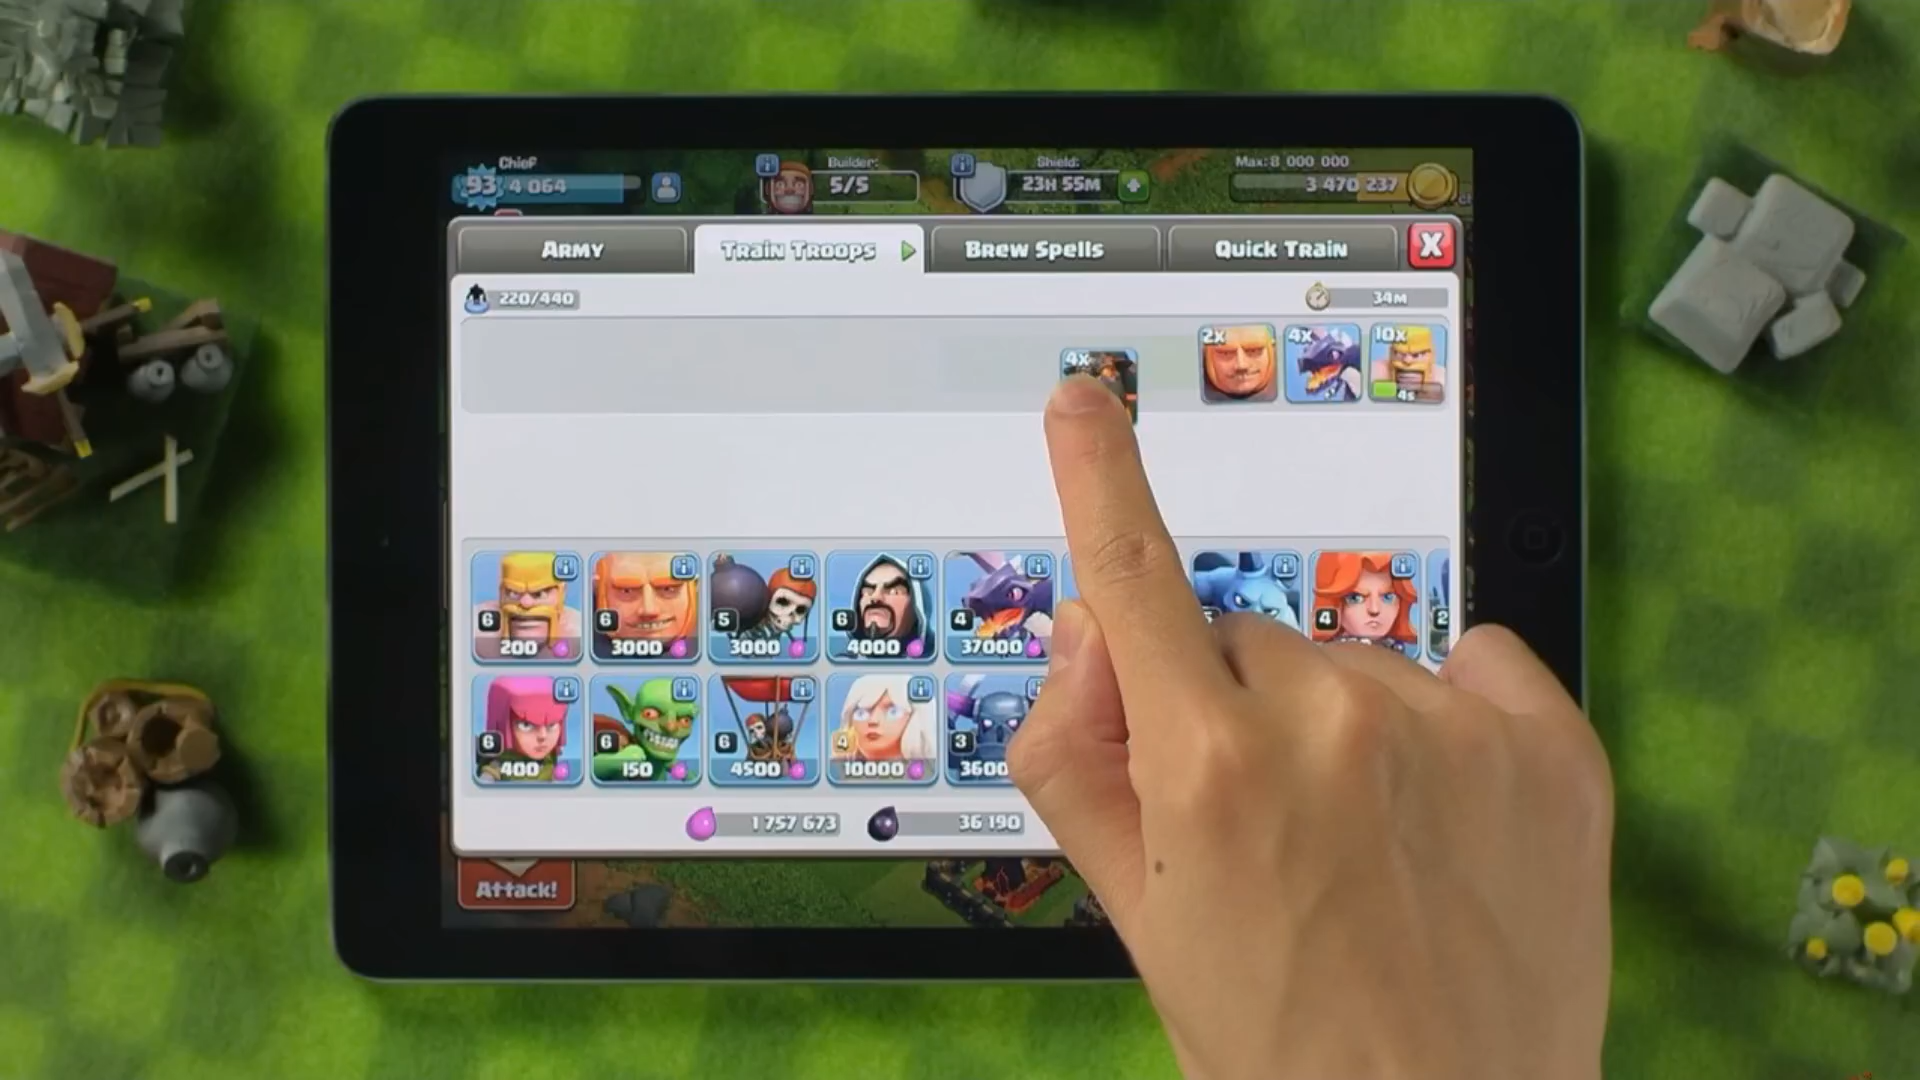 Chief
93 4 064
Builder:
5/5
Shield:
23H 55M
Max: 8 000 000
3 470 237
Army
Train Troops
Brew Spells
Quick Train
X
220/440
34M
4x
2x
4x
10x
4s
6
200
6
3000
5
3000
6
4000
4
37000
4
6
400
6
150
6
4500
4
10000
3
3600
1 757 673
36 190
Attack!